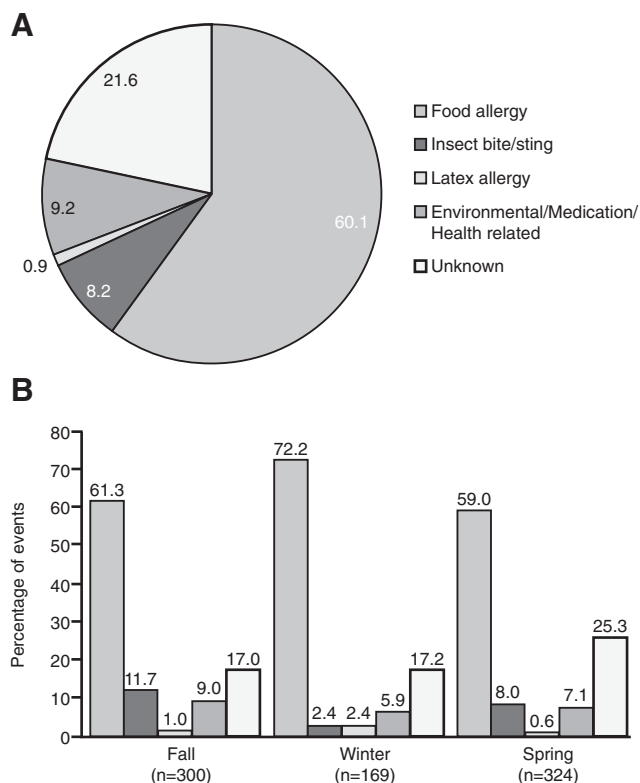 A
21.6
9.2
0.9
8.2
60.1
Food allergy
Insect bite/sting
Latex allergy
Environmental/Medication/
Health related
Unknown
B
Percentage of events
80
70
60
50
40
30
20
10
0
61.3
11.7
1.0
9.0
17.0
72.2
2.4
2.4
5.9
17.2
59.0
8.0
0.6
7.1
25.3
Fall
(n=300)
Winter
(n=169)
Spring
(n=324)